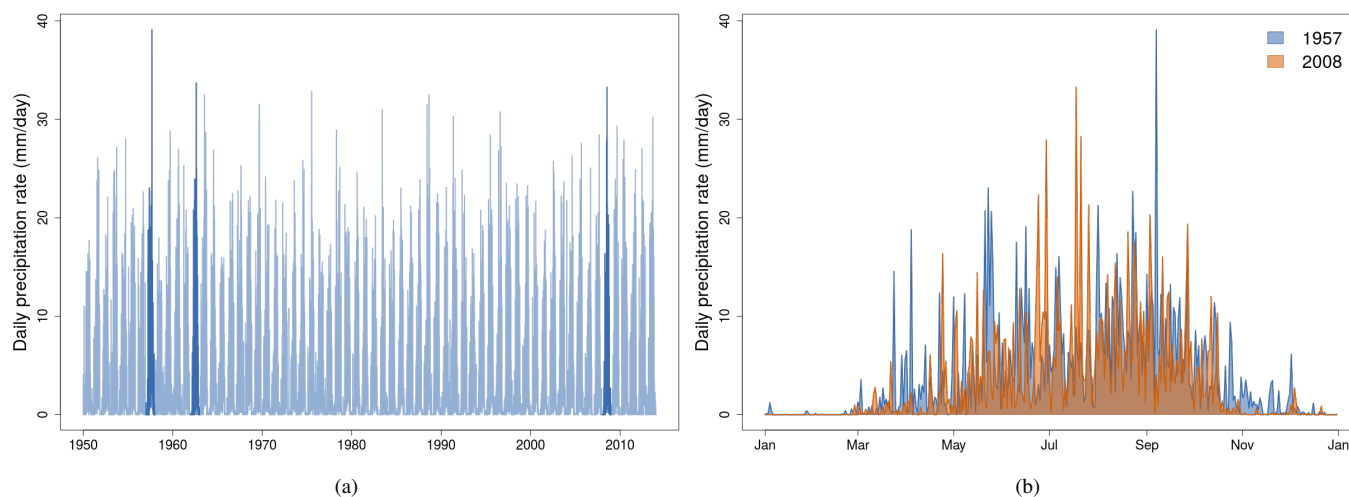 Daily precipitation rate (mm/day)
40
30
20
10
0
1950 1960 1970 1980 1990 2000 2010
(a)
Daily precipitation rate (mm/day)
40
30
20
10
0
1957
2008
Jan Mar May Jul Sep Nov Jan
(b)